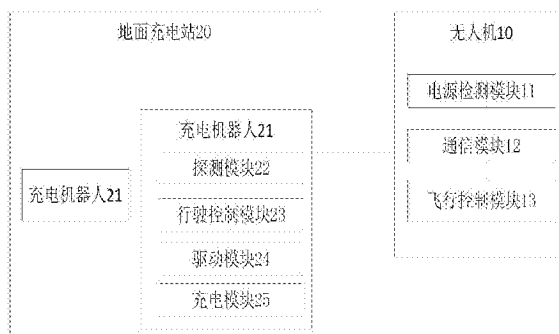 地面充电站20
充电机器人21
充电机器人21
探测模块22
行驶控制模块23
驱动模块24
充电模块25
无人机10
电源检测模块11
通信模块12
飞行控制模块13